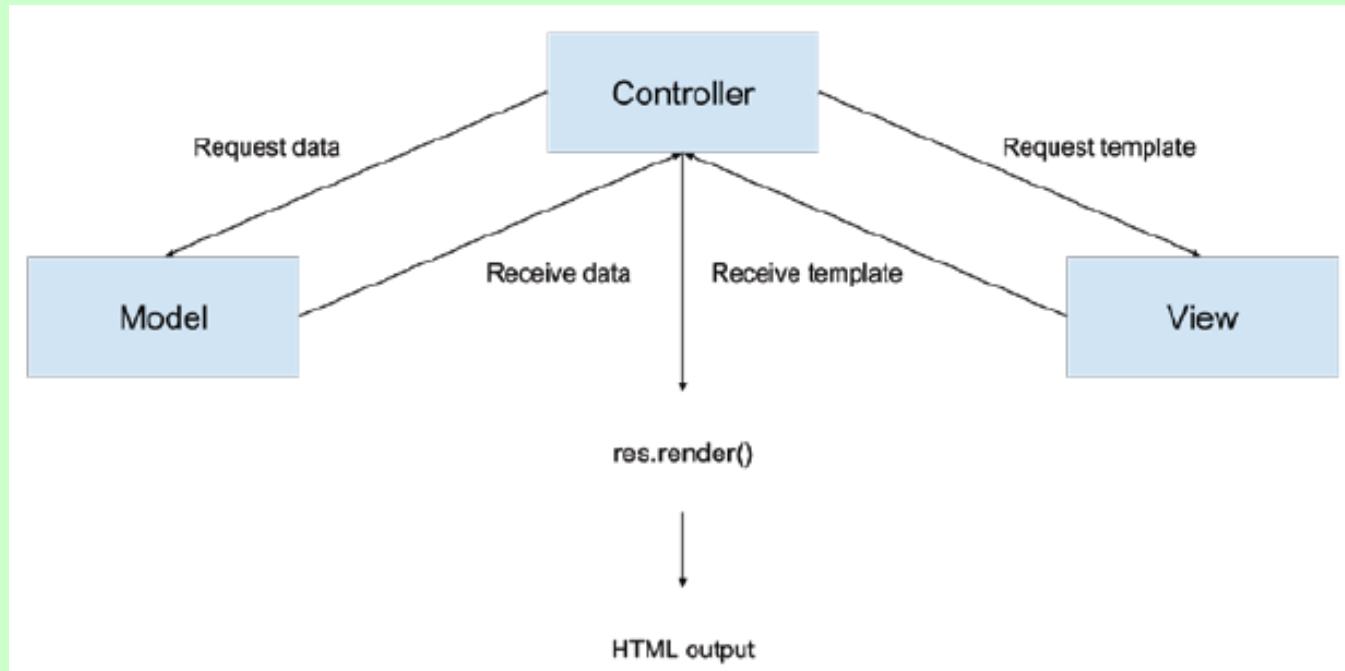 Controller
Request data
Request template
Receive data
Receive template
Model
View
res.render()
HTML output